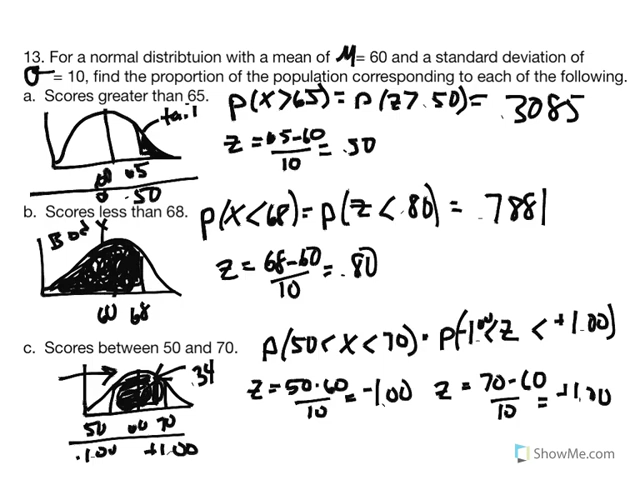 13. For a normal distribtuion with a mean of μ= 60 and a standard deviation of
σ= 10, find the proportion of the population corresponding to each of the following.
a. Scores greater than 65. P(X>65)= P(Z>.50)= .3085
tail
Z = 65-60/10 = .50
60 65
0 .50
b. Scores less than 68. P(X<68)= P(Z<.80) = .7881
Body
Z = 68-60/10 = .80
60 68
c. Scores between 50 and 70. P(50<X<70) = P(-1.00<Z<+1.00)
.34
Z = 50-60/10 = -1.00 Z = 70-60/10 = +1.00
50 60 70
-1.00 +1.00
ShowMe.com